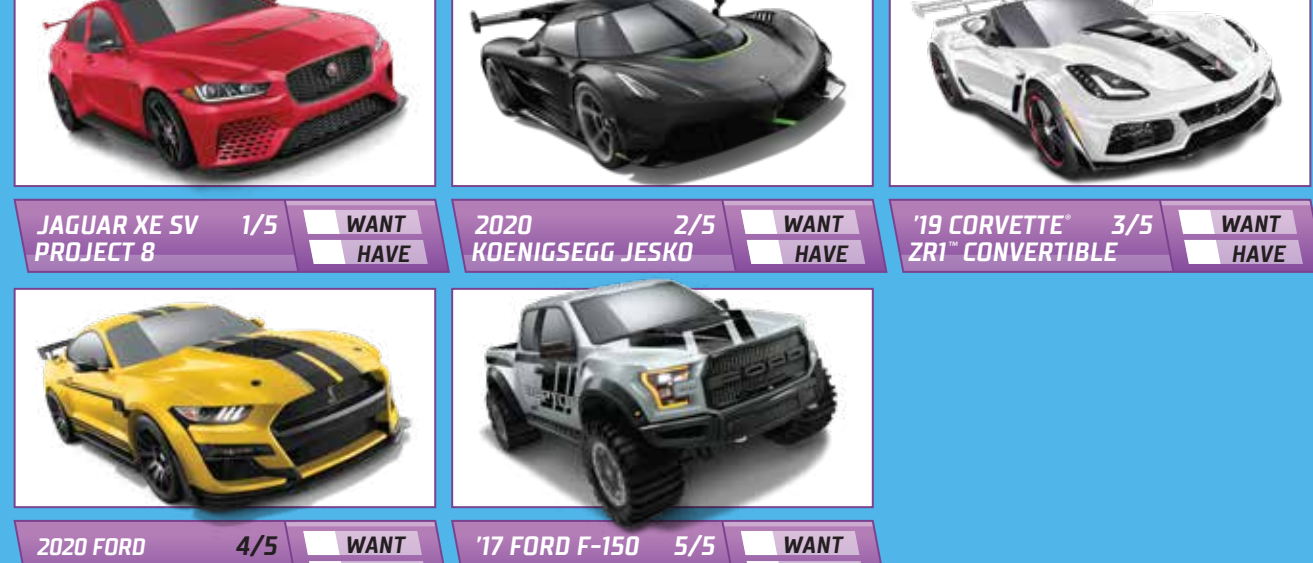 JAGUAR XE SV 1/5 WANT
PROJECT 8 HAVE
2020 2/5 WANT
KOENIGSEGG JESKO HAVE
'19 CORVETTE® 3/5 WANT
ZR1™ CONVERTIBLE HAVE
2020 FORD 4/5 WANT
'17 FORD F-150 5/5 WANT